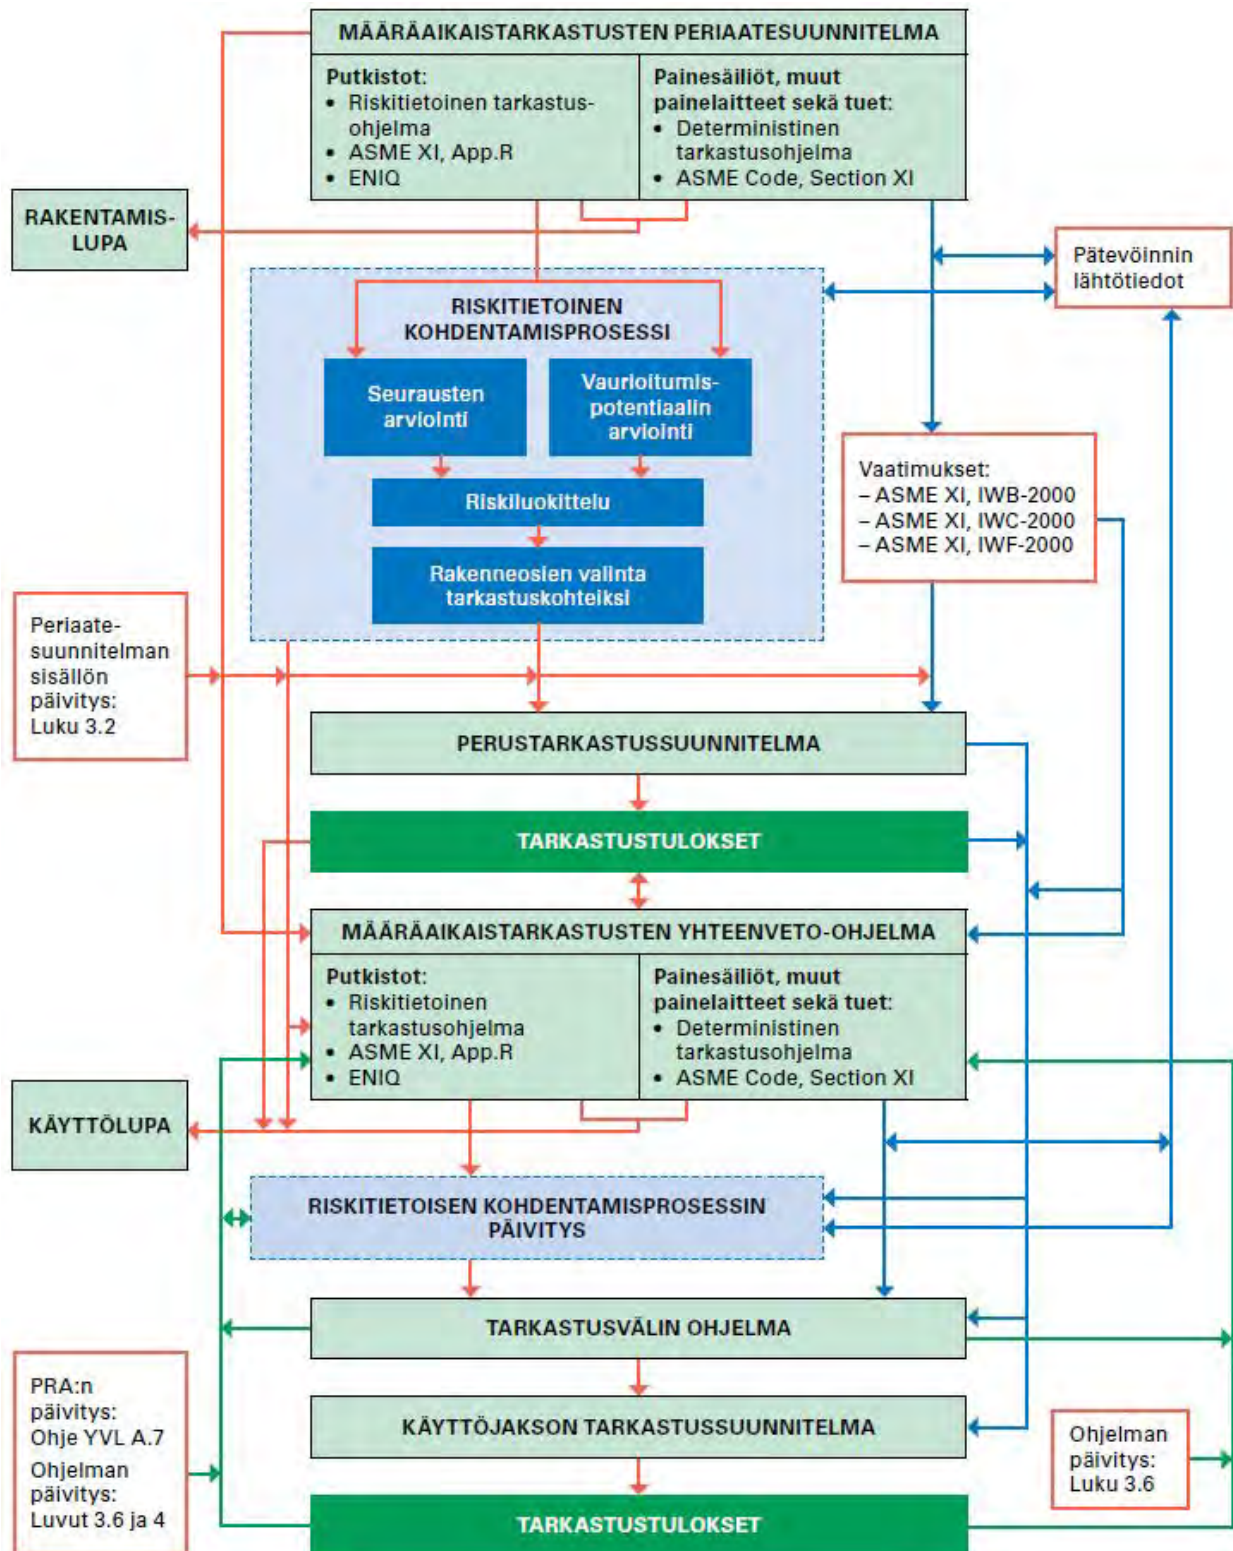 MÄÄRÄAIKAISTARKASTUSTEN PERIAATESUUNNITELMA
Putkistot:
• Riskitietoinen tarkastus-
ohjelma
• ASME XI, App.R
• ENIQ
Painesäiliöt, muut
painelaitteet sekä tuet:
• Deterministinen
tarkastusohjelma
• ASME Code, Section XI
RAKENTAMIS-
LUPA
Pätevöinnin
lähtötiedot
RISKITIETOINEN
KOHDENTAMISPROSESSI
Seurausten
arviointi
Vaurioitumis-
potentiaalin
arviointi
Riskiluokittelu
Rakenneosien valinta
tarkastuskohteiksi
Vaatimukset:
– ASME XI, IWB-2000
– ASME XI, IWC-2000
– ASME XI, IWF-2000
Periaate-
suunnitelman
sisällön
päivitys:
Luku 3.2
PERUSTARKASTUSSUUNNITELMA
TARKASTUSTULOKSET
MÄÄRÄAIKAISTARKASTUSTEN YHTEENVETO-OHJELMA
Putkistot:
• Riskitietoinen
tarkastusohjelma
• ASME XI, App.R
• ENIQ
Painesäiliöt, muut
painelaitteet sekä tuet:
• Deterministinen
tarkastusohjelma
• ASME Code, Section XI
KÄYTTÖLUPA
RISKITIETOISEN KOHDENTAMISPROSESSIN
PÄIVITYS
TARKASTUSVÄLIN OHJELMA
KÄYTTÖJAKSON TARKASTUSSUUNNITELMA
PRA:n
päivitys:
Ohje YVL A.7
Ohjelman
päivitys:
Luvut 3.6 ja 4
Ohjelman
päivitys:
Luku 3.6
TARKASTUSTULOKSET